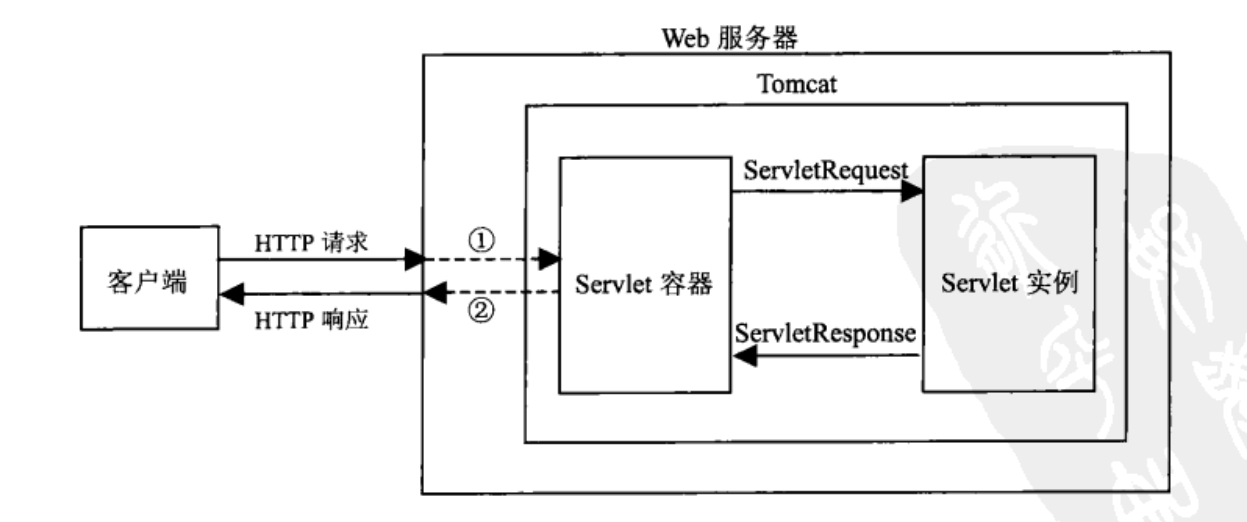 Web 服务器
Tomcat
ServletRequest
HTTP 请求
①
客户端
Servlet 容器
Servlet 实例
②
HTTP 响应
ServletResponse